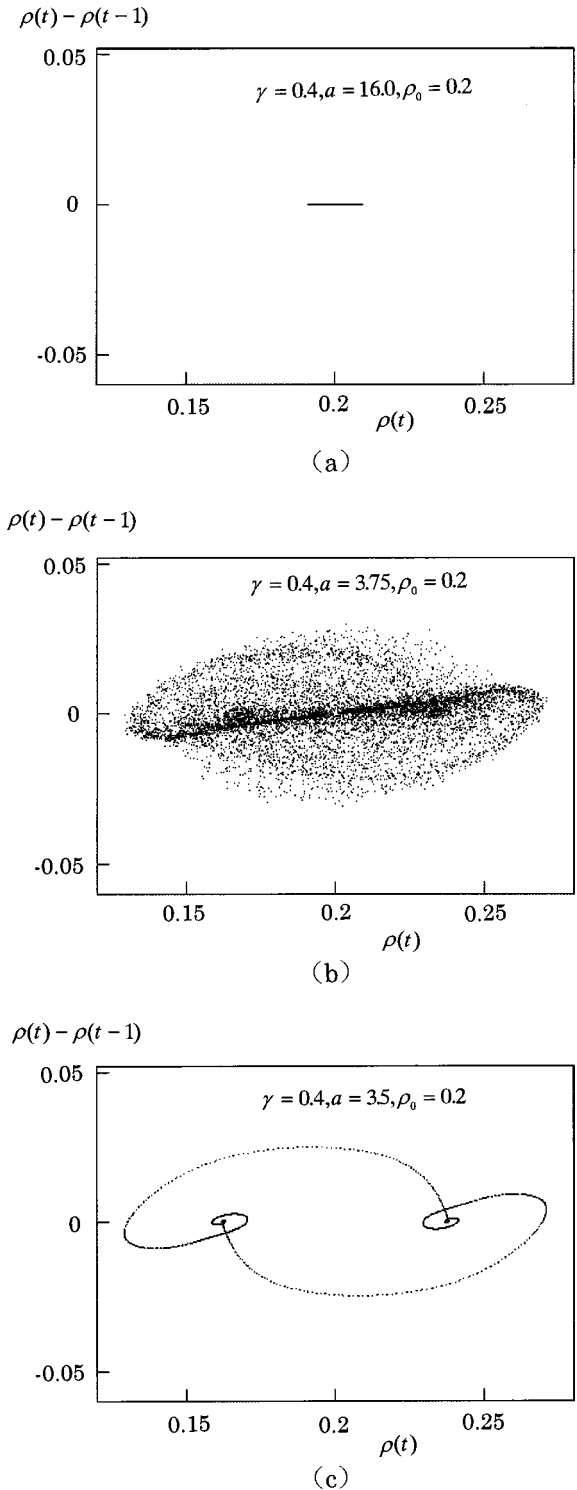 ρ(t) − ρ(t − 1)
0.05
γ = 0.4, a = 16.0, ρ₀ = 0.2
0
-0.05
0.15 0.2 0.25
ρ(t)
(a)
ρ(t) − ρ(t − 1)
0.05
γ = 0.4, a = 3.75, ρ₀ = 0.2
0
-0.05
0.15 0.2 0.25
ρ(t)
(b)
ρ(t) − ρ(t − 1)
0.05
γ = 0.4, a = 3.5, ρ₀ = 0.2
0
-0.05
0.15 0.2 0.25
ρ(t)
(c)